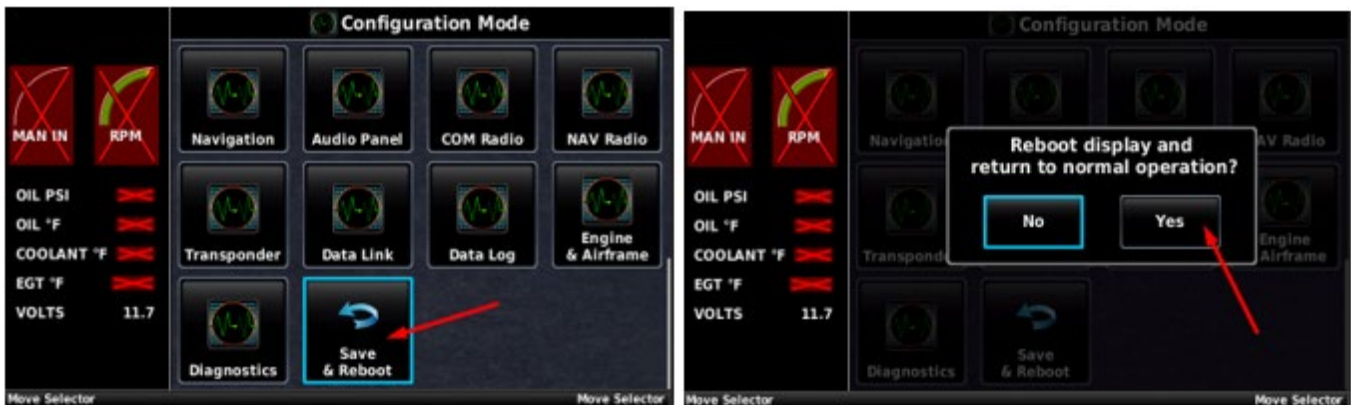 Configuration Mode
MAN IN
RPM
Navigation
Audio Panel
COM Radio
NAV Radio
OIL PSI
OIL °F
COOLANT °F
EGT °F
VOLTS 11.7
Transponder
Data Link
Data Log
Engine
& Airframe
Diagnostics
Save
& Reboot
Move Selector
Move Selector
Configuration Mode
MAN IN
RPM
Navigatio
AV Radio
Reboot display and
return to normal operation?
No
Yes
OIL PSI
OIL °F
COOLANT °F
EGT °F
VOLTS 11.7
Transponde
Engine
Airframe
Diagnostics
Save
& Reboot
Move Selector
Move Selector